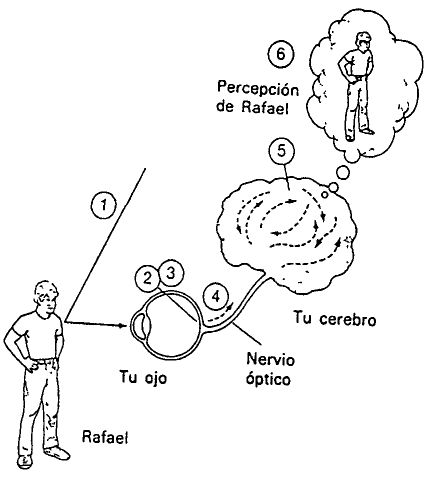 6
Percepción
de Rafael
5
1
2 3
4
Tu cerebro
Tu ojo
Nervio
óptico
Rafael